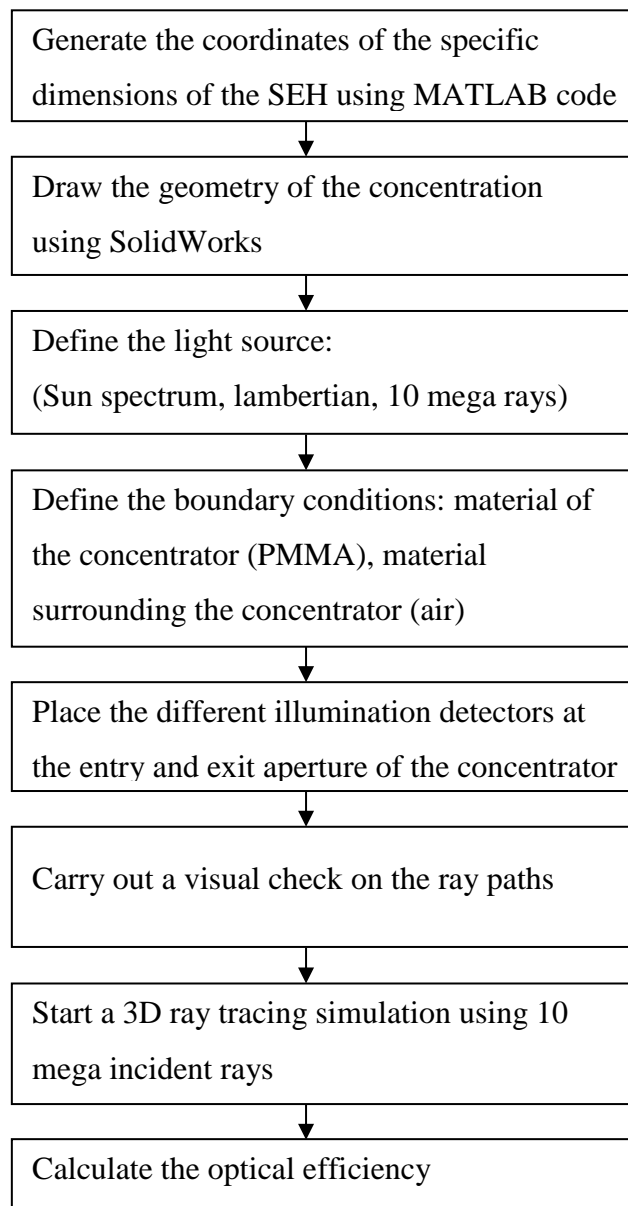 Generate the coordinates of the specific
dimensions of the SEH using MATLAB code
Draw the geometry of the concentration
using SolidWorks
Define the light source:
(Sun spectrum, lambertian, 10 mega rays)
Define the boundary conditions: material of
the concentrator (PMMA), material
surrounding the concentrator (air)
Place the different illumination detectors at
the entry and exit aperture of the concentrator
Carry out a visual check on the ray paths
Start a 3D ray tracing simulation using 10
mega incident rays
Calculate the optical efficiency